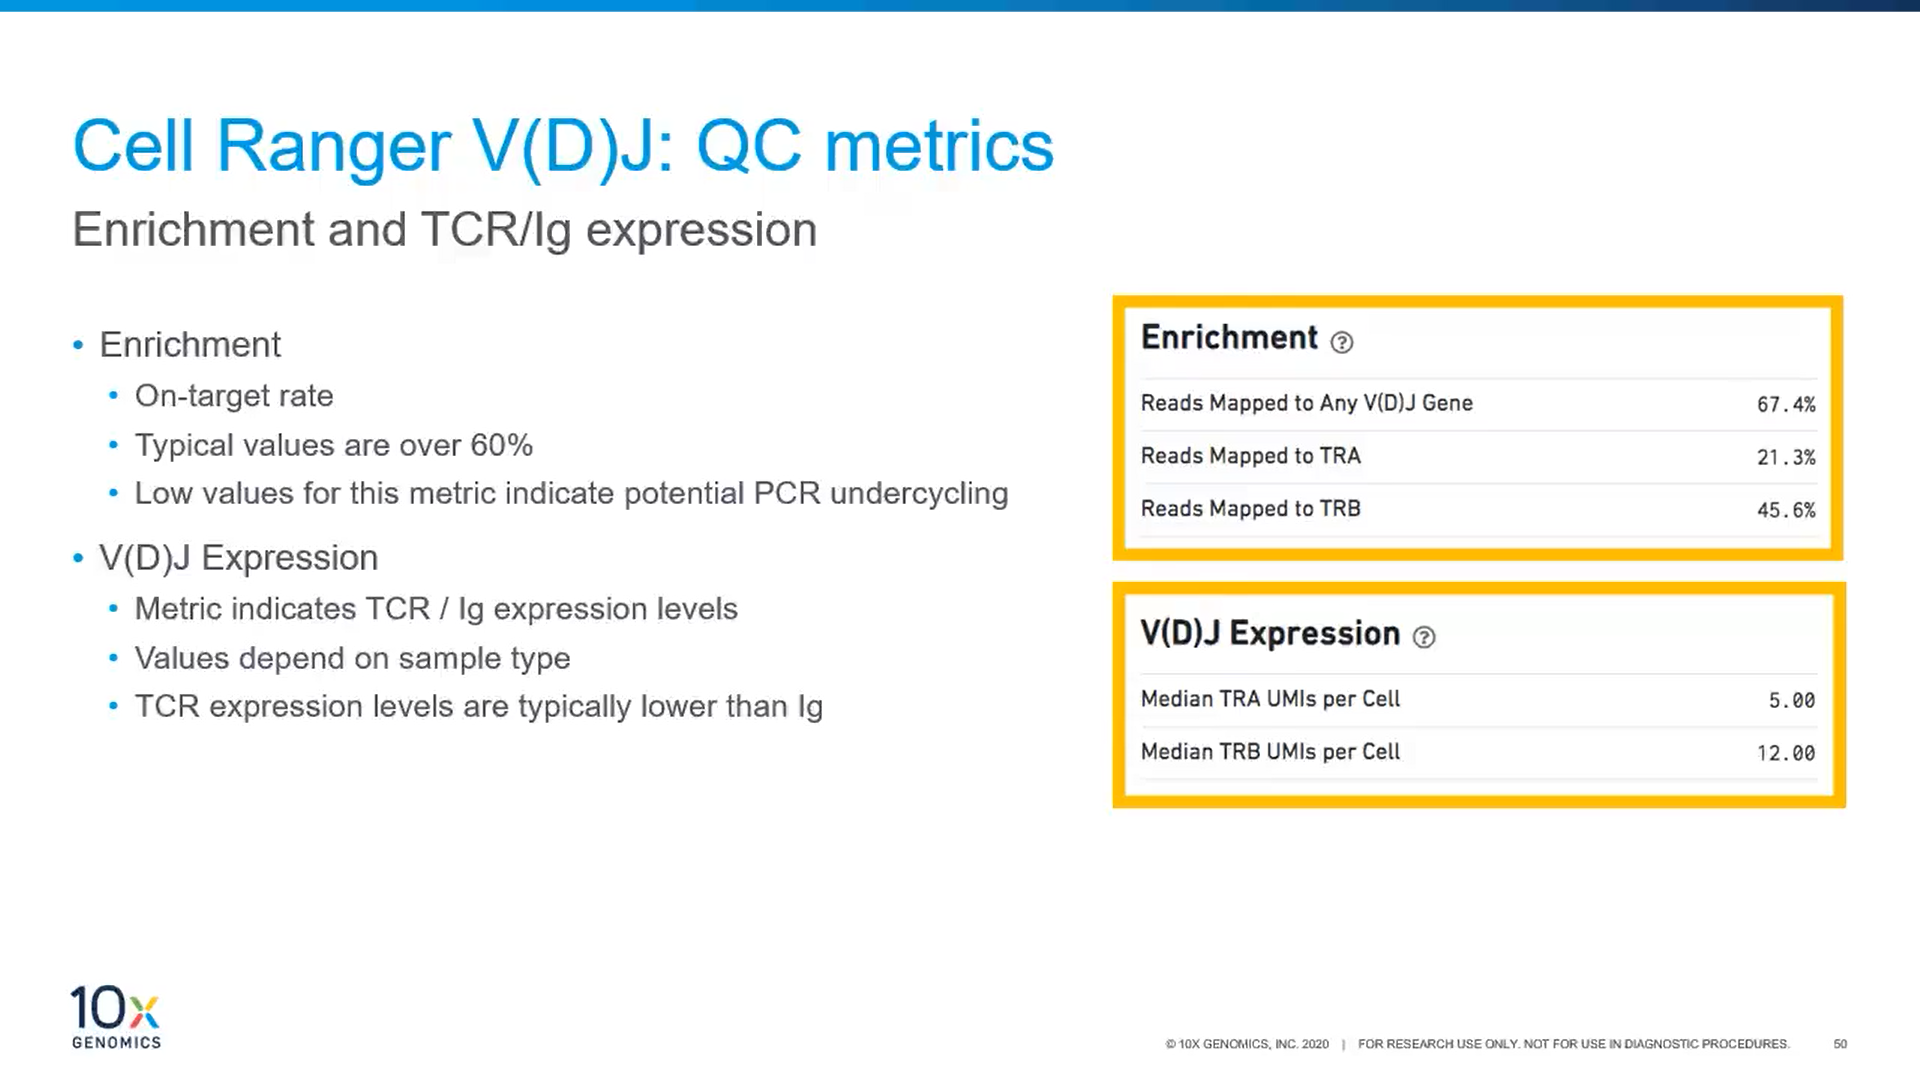 Cell Ranger V(D)J: QC metrics
Enrichment and TCR/Ig expression
• Enrichment
• On-target rate
• Typical values are over 60%
• Low values for this metric indicate potential PCR undercycling
• V(D)J Expression
• Metric indicates TCR / Ig expression levels
• Values depend on sample type
• TCR expression levels are typically lower than Ig
Enrichment ?
Reads Mapped to Any V(D)J Gene 67.4%
Reads Mapped to TRA 21.3%
Reads Mapped to TRB 45.6%
V(D)J Expression ?
Median TRA UMIs per Cell 5.00
Median TRB UMIs per Cell 12.00
10x
GENOMICS
© 10X GENOMICS, INC. 2020 | FOR RESEARCH USE ONLY. NOT FOR USE IN DIAGNOSTIC PROCEDURES. 50